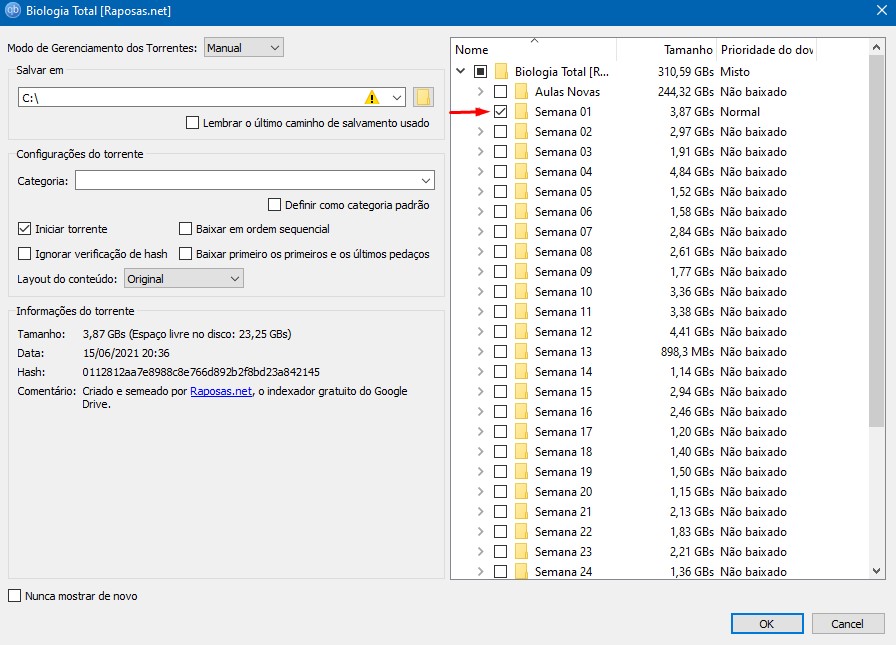 Biologia Total [Raposas.net]
Modo de Gerenciamento dos Torrentes: Manual
Salvar em
C:\
Lembrar o último caminho de salvamento usado
Configurações do torrente
Categoria:
Definir como categoria padrão
Iniciar torrente Baixar em ordem sequencial
Ignorar verificação de hash Baixar primeiro os primeiros e os últimos pedaços
Layout do conteúdo: Original
Informações do torrente
Tamanho: 3,87 GBs (Espaço livre no disco: 23,25 GBs)
Data: 15/06/2021 20:36
Hash: 0112812aa7e8988c8e766d892b2f8bd23a842145
Comentário: Criado e semeado por Raposas.net, o indexador gratuito do Google
Drive.
Nunca mostrar de novo
Nome Tamanho Prioridade do dow
Biologia Total [R... 310,59 GBs Misto
Aulas Novas 244,32 GBs Não baixado
Semana 01 3,87 GBs Normal
Semana 02 2,97 GBs Não baixado
Semana 03 1,91 GBs Não baixado
Semana 04 4,84 GBs Não baixado
Semana 05 1,52 GBs Não baixado
Semana 06 1,58 GBs Não baixado
Semana 07 2,84 GBs Não baixado
Semana 08 2,61 GBs Não baixado
Semana 09 1,77 GBs Não baixado
Semana 10 3,36 GBs Não baixado
Semana 11 3,38 GBs Não baixado
Semana 12 4,41 GBs Não baixado
Semana 13 898,3 MBs Não baixado
Semana 14 1,14 GBs Não baixado
Semana 15 2,94 GBs Não baixado
Semana 16 2,46 GBs Não baixado
Semana 17 1,20 GBs Não baixado
Semana 18 1,40 GBs Não baixado
Semana 19 1,50 GBs Não baixado
Semana 20 1,15 GBs Não baixado
Semana 21 2,13 GBs Não baixado
Semana 22 1,83 GBs Não baixado
Semana 23 2,21 GBs Não baixado
Semana 24 1,36 GBs Não baixado
OK Cancel